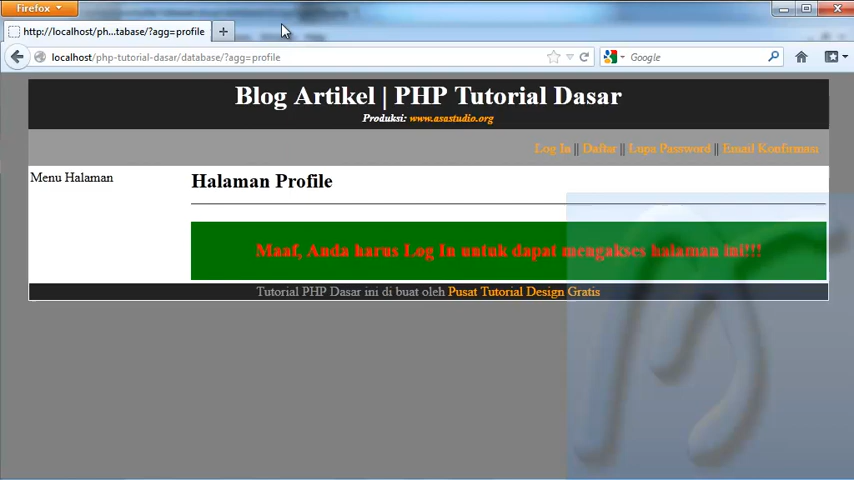 Firefox
http://localhost/ph...tabase/?agg=profile
localhost/php-tutorial-dasar/database/?agg=profile
Google
Blog Artikel | PHP Tutorial Dasar
Produksi: www.asastudio.org
Log In || Daftar || Lupa Password || Email Konfirmasi
Menu Halaman
Halaman Profile
Maaf, Anda harus Log In untuk dapat mengakses halaman ini!!!
Tutorial PHP Dasar ini di buat oleh Pusat Tutorial Design Gratis